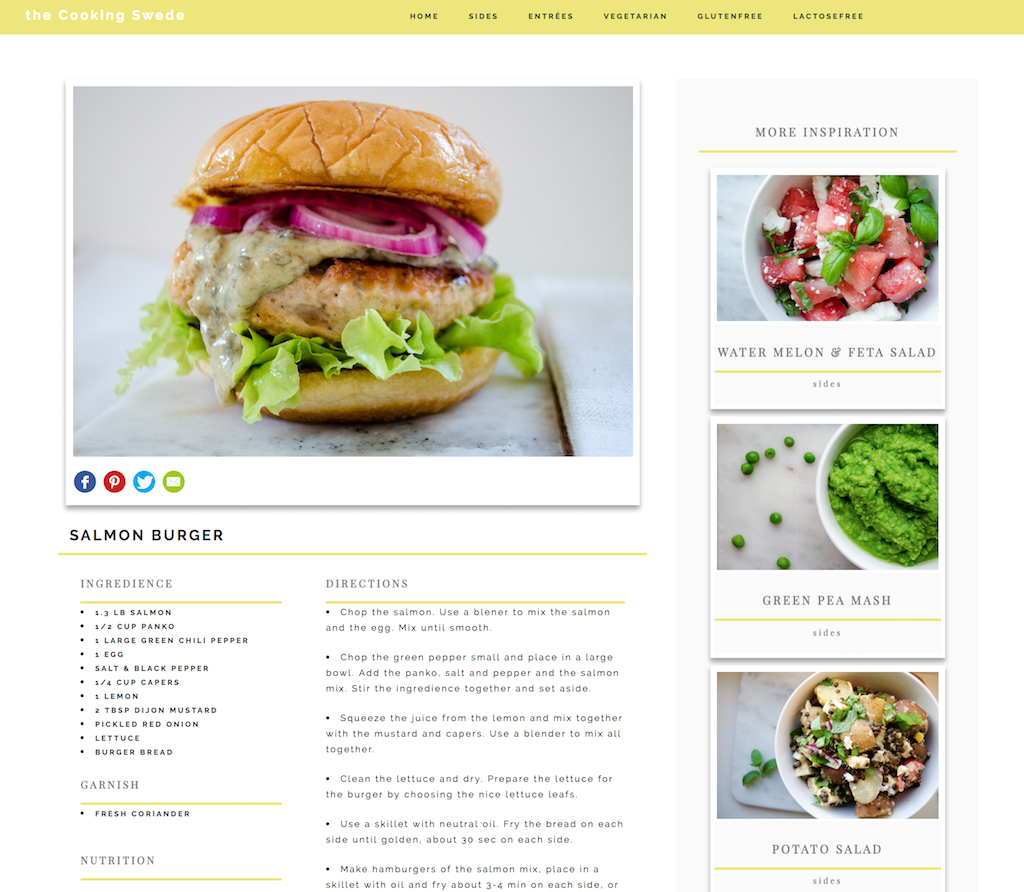 the Cooking Swede
HOME SIDES ENTRÉES VEGETARIAN GLUTENFREE LACTOSEFREE
SALMON BURGER
INGREDIENCE
1.3 LB SALMON
1/2 CUP PANKO
1 LARGE GREEN CHILI PEPPER
1 EGG
SALT & BLACK PEPPER
1/4 CUP CAPERS
1 LEMON
2 TBSP DIJON MUSTARD
PICKLED RED ONION
LETTUCE
BURGER BREAD
GARNISH
FRESH CORIANDER
NUTRITION
DIRECTIONS
Chop the salmon. Use a blener to mix the salmon
and the egg. Mix until smooth.
Chop the green pepper small and place in a large
bowl. Add the panko, salt and pepper and the salmon
mix. Stir the ingredience together and set aside.
Squeeze the juice from the lemon and mix together
with the mustard and capers. Use a blender to mix all
together.
Clean the lettuce and dry. Prepare the lettuce for
the burger by choosing the nice lettuce leafs.
Use a skillet with neutral oil. Fry the bread on each
side until golden, about 30 sec on each side.
Make hamburgers of the salmon mix, place in a
skillet with oil and fry about 3-4 min on each side, or
MORE INSPIRATION
WATER MELON & FETA SALAD
sides
GREEN PEA MASH
sides
POTATO SALAD
sides